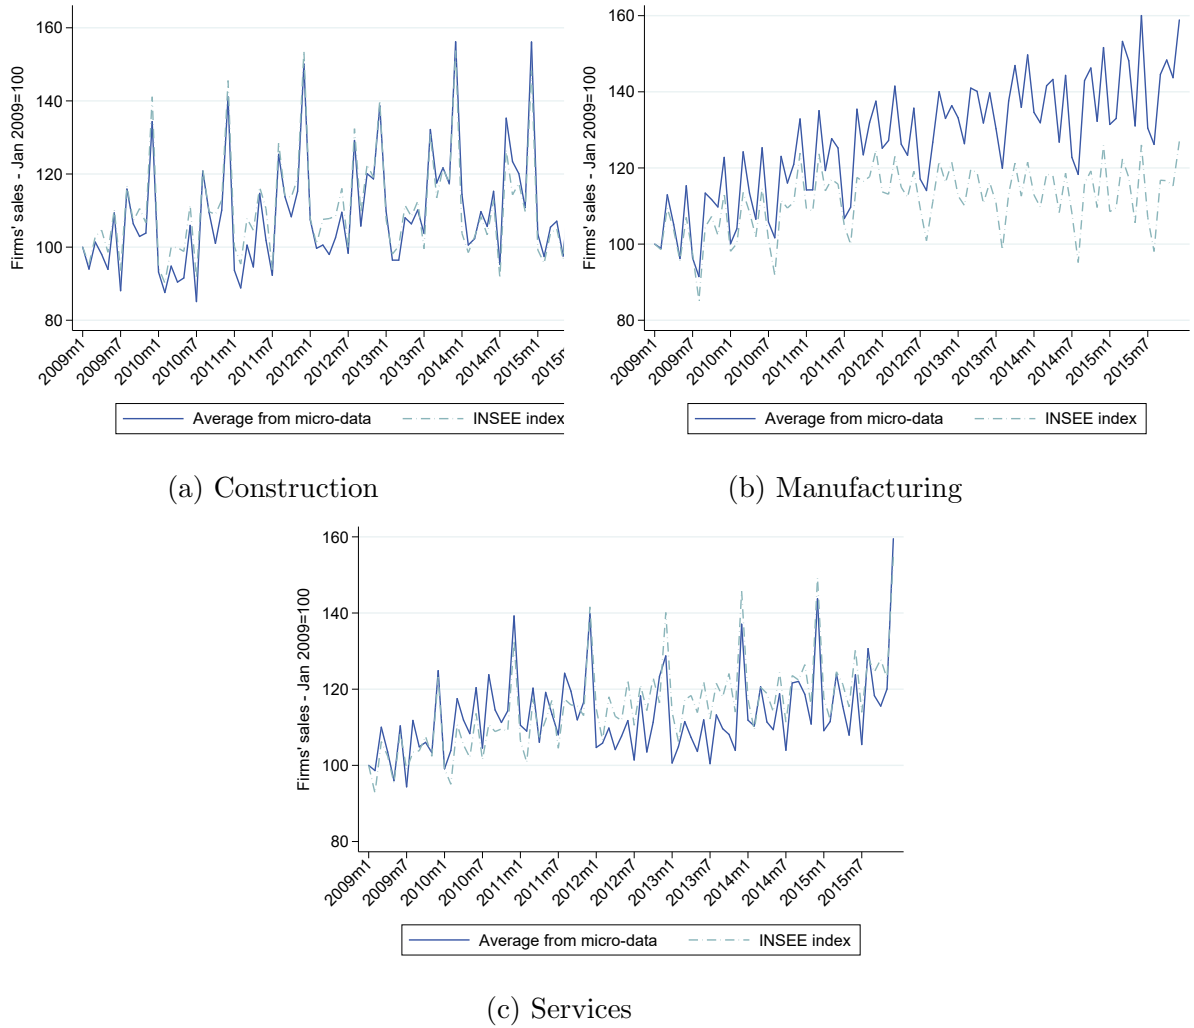 Firms' sales - Jan 2009=100
160
140
120
100
80
2009m1
2009m7
2010m1
2010m7
2011m1
2011m7
2012m1
2012m7
2013m1
2013m7
2014m1
2014m7
2015m1
Average from micro-data INSEE index
(a) Construction
Firms' sales - Jan 2009=100
160
140
120
100
80
2009m1
2009m7
2010m1
2010m7
2011m1
2011m7
2012m1
2012m7
2013m1
2013m7
2014m1
2014m7
2015m1
2015m7
Average from micro-data INSEE index
(b) Manufacturing
Firms' sales - Jan 2009=100
160
140
120
100
80
2009m1
2009m7
2010m1
2010m7
2011m1
2011m7
2012m1
2012m7
2013m1
2013m7
2014m1
2014m7
2015m1
2015m7
Average from micro-data INSEE index
(c) Services